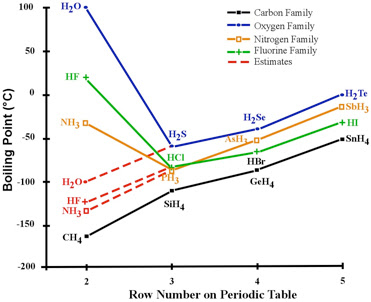 Boiling Point (°C)
100
50
0
-50
-100
-150
-200
2
3
4
5
Row Number on Periodic Table
Carbon Family
Oxygen Family
Nitrogen Family
Fluorine Family
Estimates
H₂O
HF
NH₃
H₂O
HF
NH₃
CH₄
H₂S
HCl
PH₃
SiH₄
H₂Se
AsH₃
HBr
GeH₄
H₂Te
SbH₃
HI
SnH₄